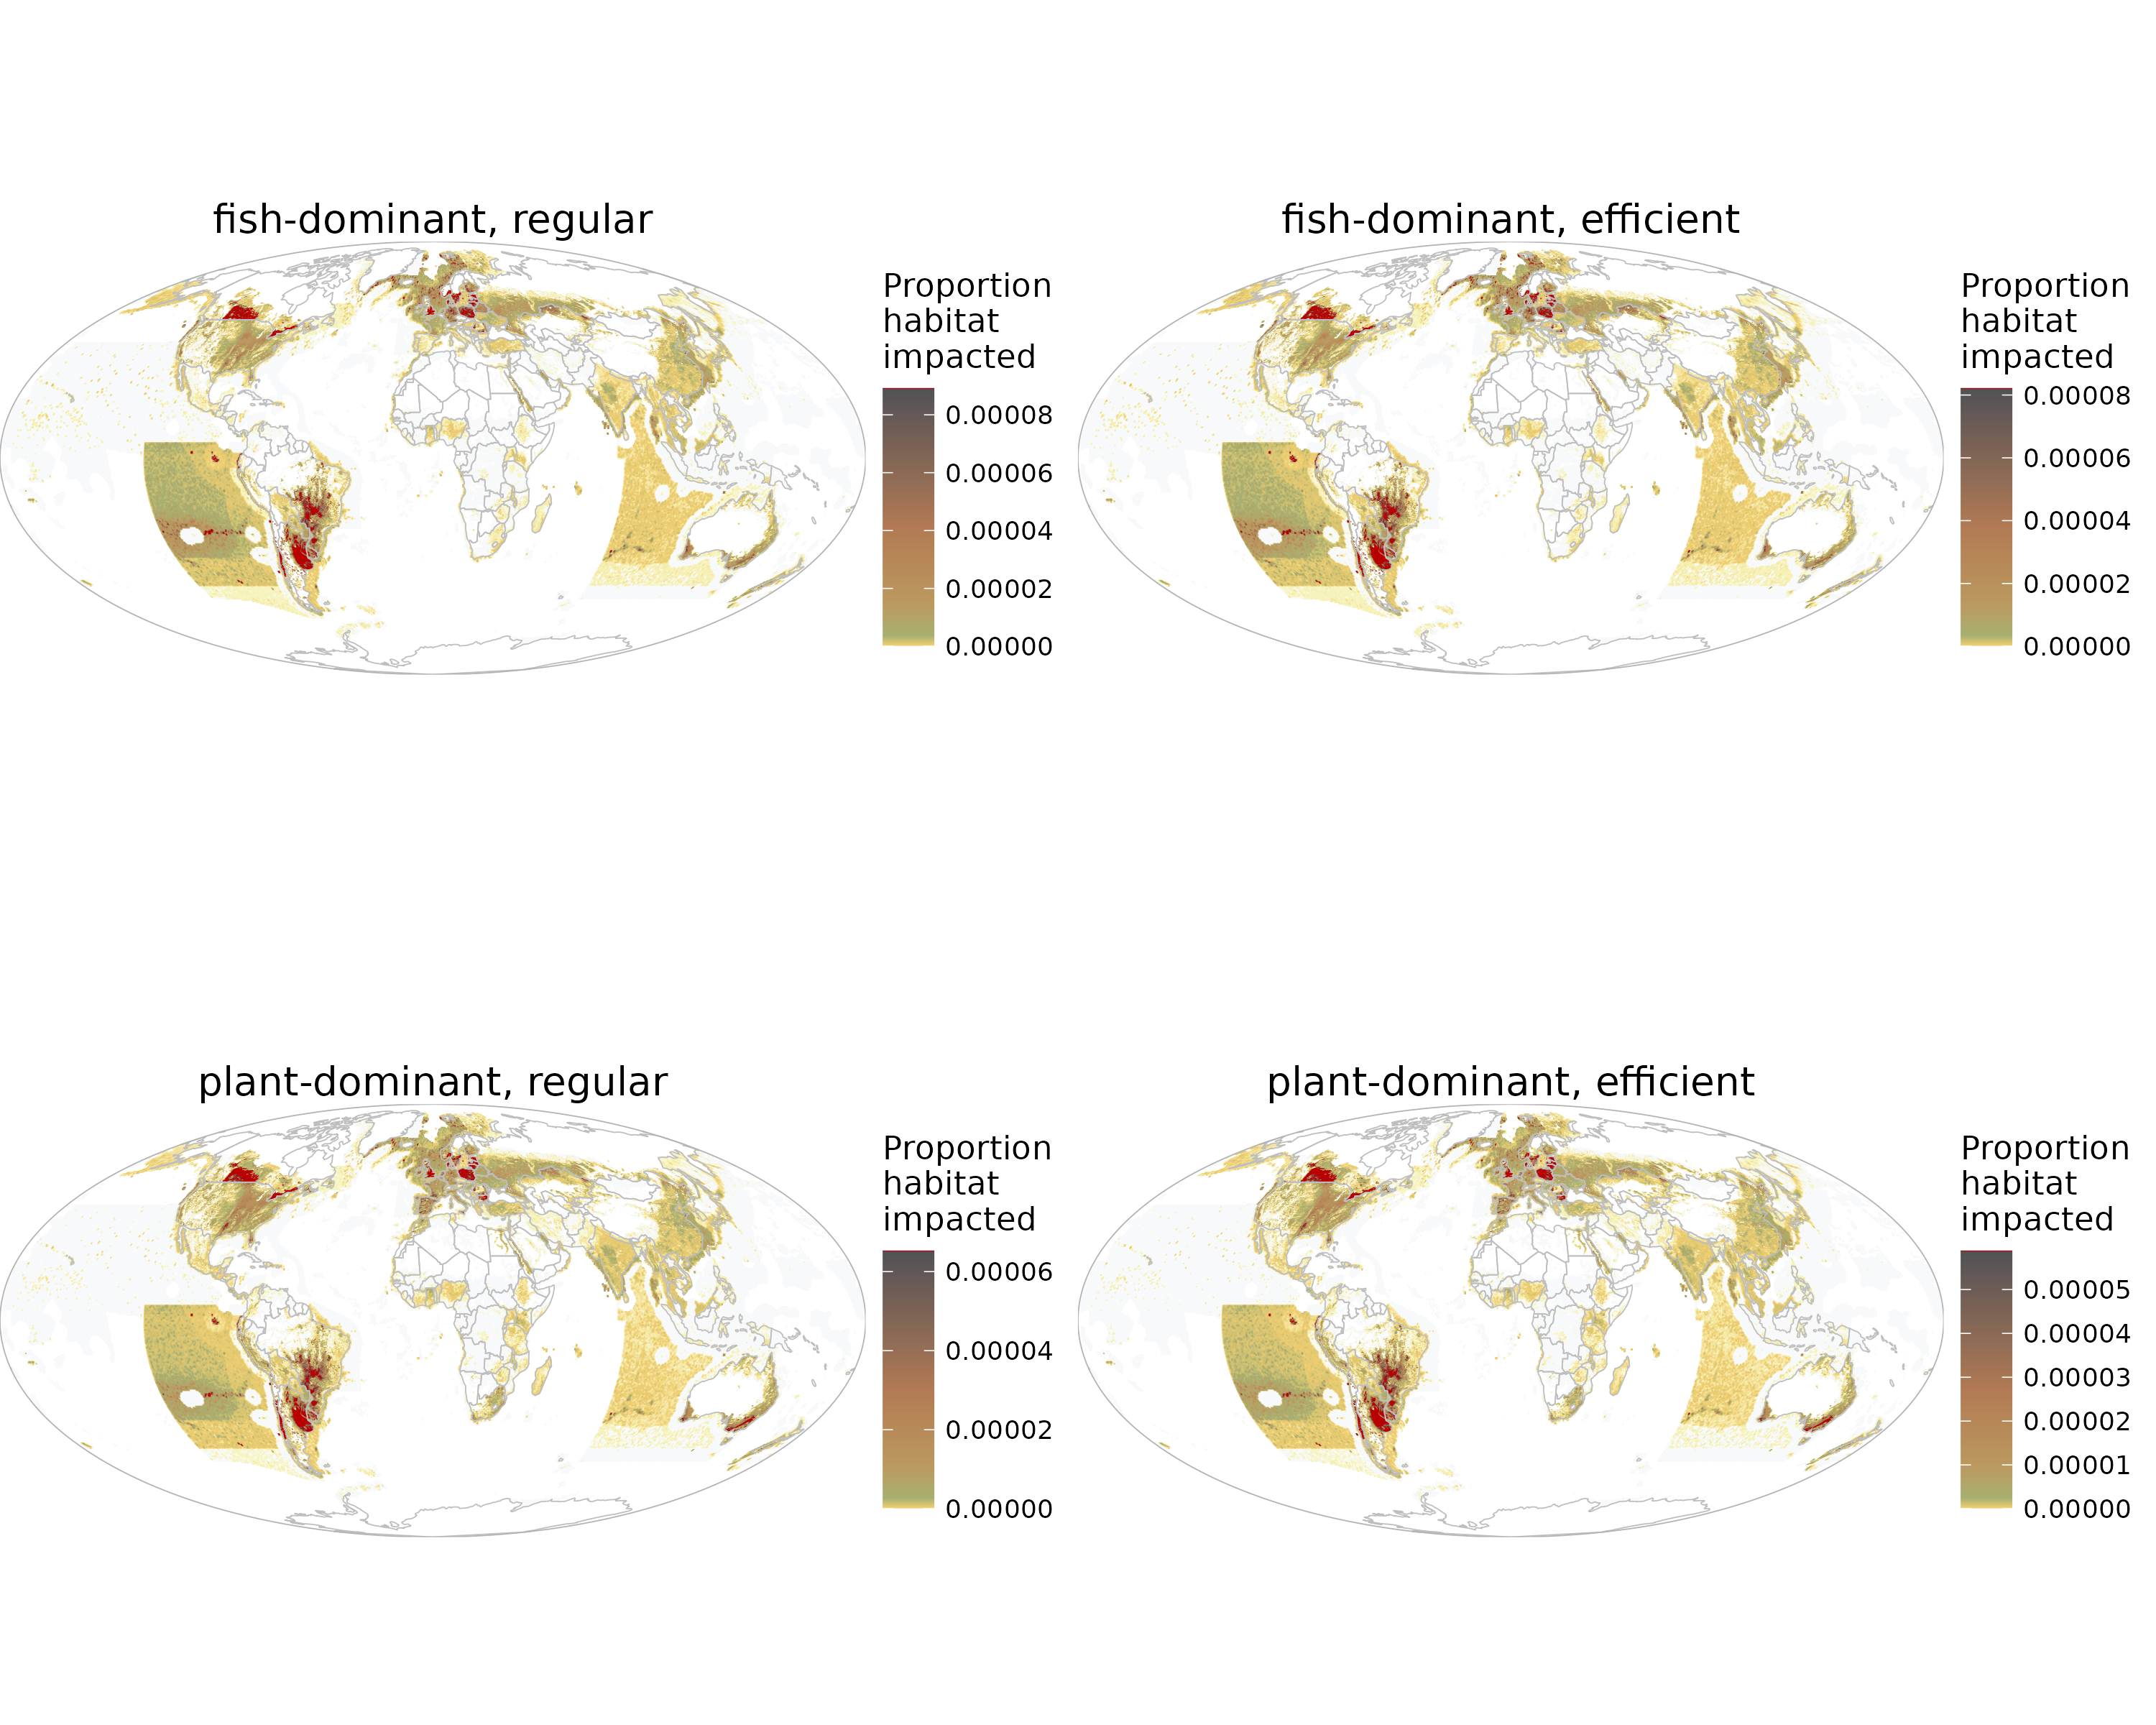 fish-dominant, regular
Proportion
habitat
impacted
0.00008
0.00006
0.00004
0.00002
0.00000
fish-dominant, efficient
Proportion
habitat
impacted
0.00008
0.00006
0.00004
0.00002
0.00000
plant-dominant, regular
Proportion
habitat
impacted
0.00006
0.00004
0.00002
0.00000
plant-dominant, efficient
Proportion
habitat
impacted
0.00005
0.00004
0.00003
0.00002
0.00001
0.00000